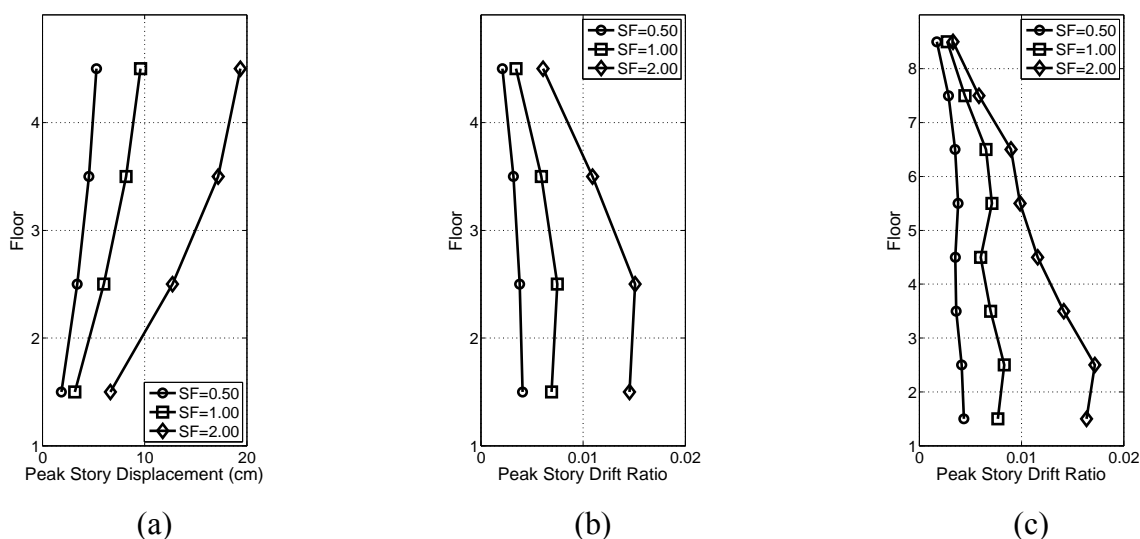 SF=0.50
SF=1.00
SF=2.00
4
3
2
1
Floor
0
10
20
Peak Story Displacement (cm)
(a)
SF=0.50
SF=1.00
SF=2.00
4
3
2
1
Floor
0
0.01
0.02
Peak Story Drift Ratio
(b)
SF=0.50
SF=1.00
SF=2.00
8
7
6
5
4
3
2
1
Floor
0
0.01
0.02
Peak Story Drift Ratio
(c)